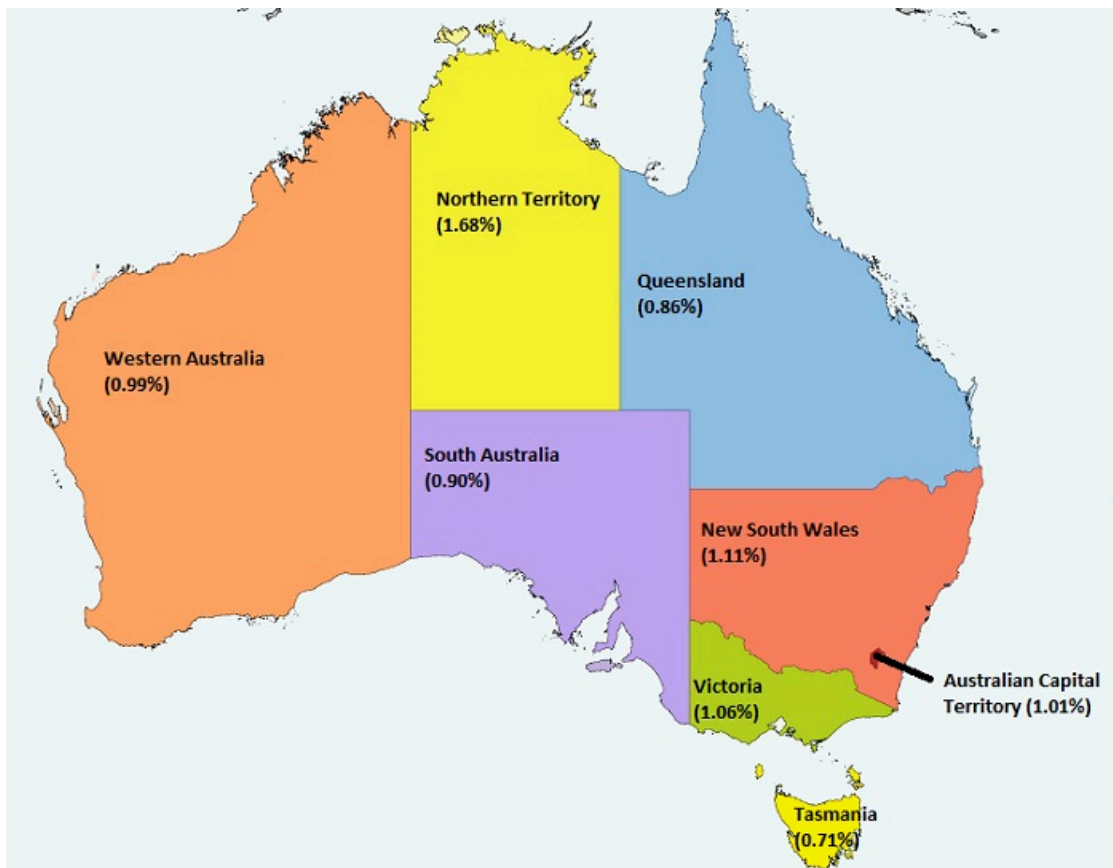 Northern Territory
(1.68%)
Queensland
(0.86%)
Western Australia
(0.99%)
South Australia
(0.90%)
New South Wales
(1.11%)
Australian Capital
Territory (1.01%)
Victoria
(1.06%)
Tasmania
(0.71%)